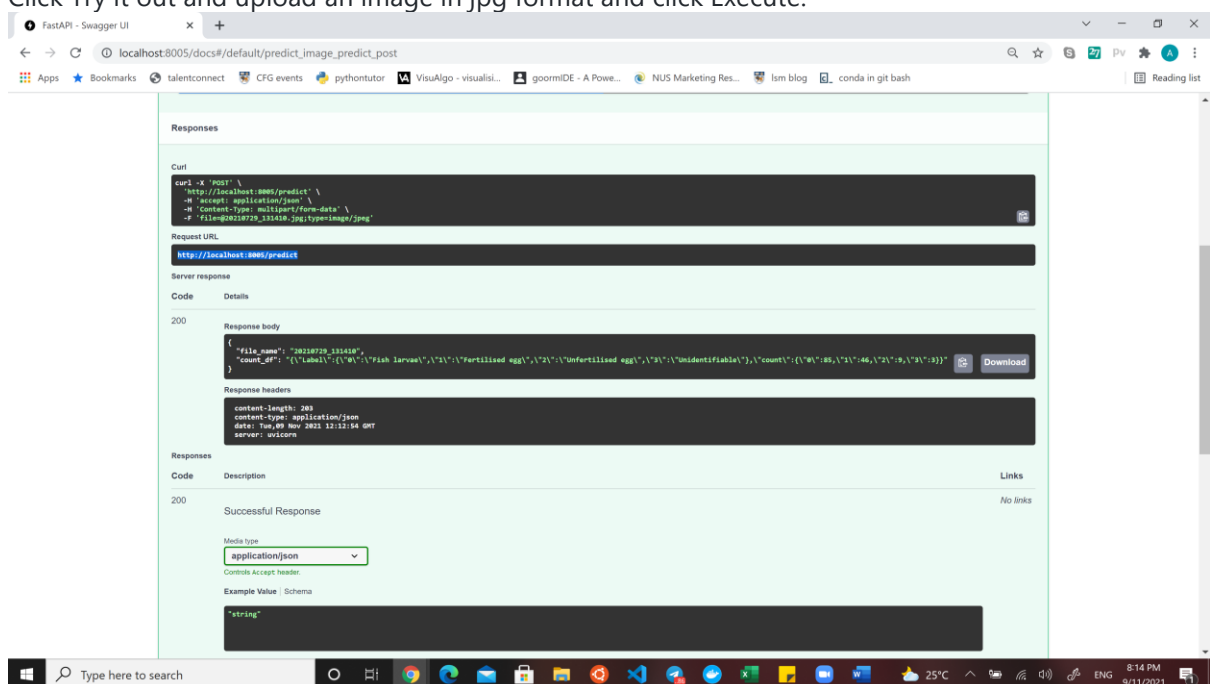 Click Try it out and upload an image in jpg format and click Execute.
FastAPI - Swagger UI
localhost:8005/docs#/default/predict_image_predict_post
Apps Bookmarks talentconnect CFG events pythontutor VisuAlgo - visualisi... goormIDE - A Powe... NUS Marketing Res... lsm blog conda in git bash Reading list
Responses
Curl
curl -X 'POST' \
'http://localhost:8005/predict' \
-H 'accept: application/json' \
-H 'Content-Type: multipart/form-data' \
-F 'file=@20210729_131410.jpg;type=image/jpeg'
Request URL
http://localhost:8005/predict
Server response
Code Details
200
Response body
{
"file_name": "20210729_131410",
"count_df": "{\"Label\":{\"0\":\"Fish larvae\",\"1\":\"Fertilised egg\",\"2\":\"Unfertilised egg\",\"3\":\"Unidentifiable\"},\"count\":{\"0\":85,\"1\":46,\"2\":9,\"3\":3}}"
}
Download
Response headers
content-length: 203
content-type: application/json
date: Tue,09 Nov 2021 12:12:54 GMT
server: uvicorn
Responses
Code Description Links
200 No links
Successful Response
Media type
application/json
Controls Accept header.
Example Value Schema
"string"
Type here to search 25°C ENG 8:14 PM
9/11/2021